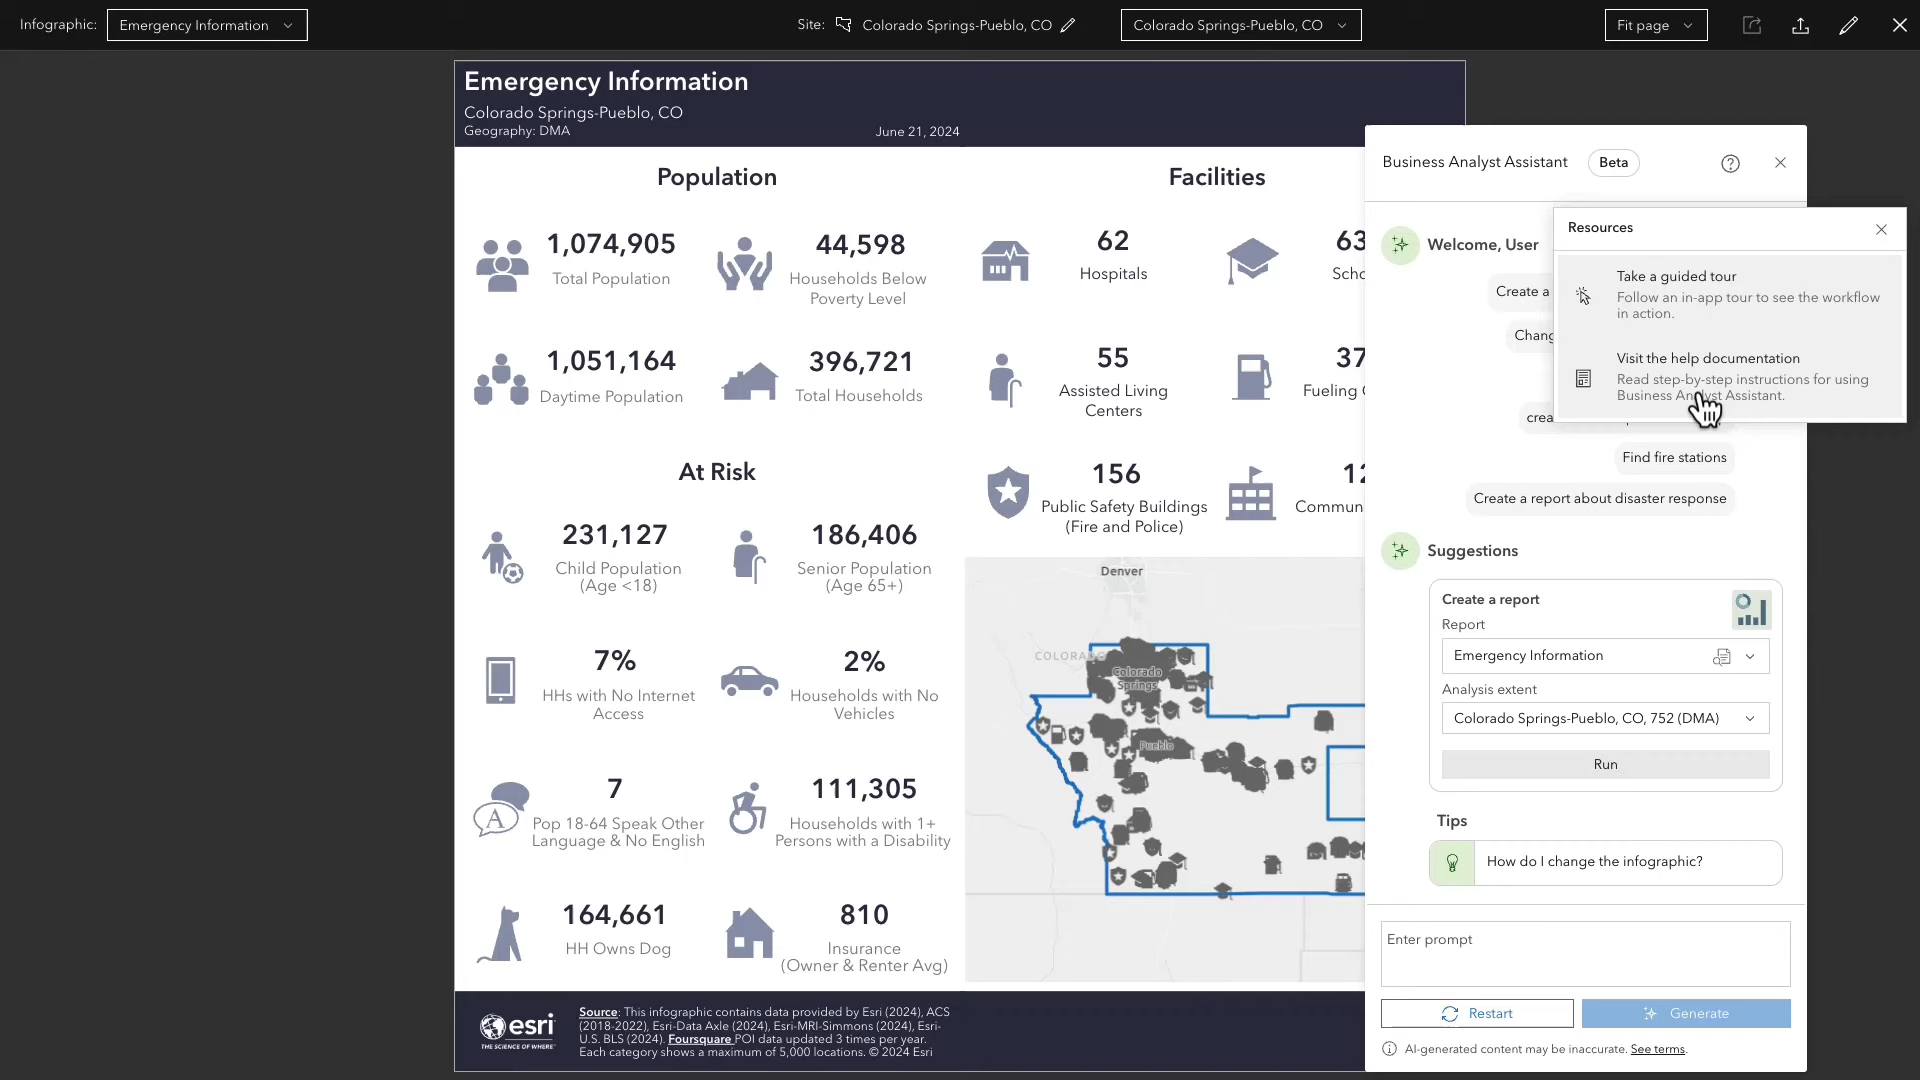 Infographic:
Emergency Information
Site:
Colorado Springs-Pueblo, CO
Colorado Springs-Pueblo, CO
Fit page
Emergency Information
Colorado Springs-Pueblo, CO
Geography: DMA
June 21, 2024
Population
1,074,905
Total Population
44,598
Households Below
Poverty Level
1,051,164
Daytime Population
396,721
Total Households
At Risk
231,127
Child Population
(Age <18)
186,406
Senior Population
(Age 65+)
7%
HHs with No Internet
Access
2%
Households with No
Vehicles
7
Pop 18-64 Speak Other
Language & No English
111,305
Households with 1+
Persons with a Disability
164,661
HH Owns Dog
810
Insurance
(Owner & Renter Avg)
Facilities
62
Hospitals
63
Scho
55
Assisted Living
Centers
37
Fueling
156
Public Safety Buildings
(Fire and Police)
12
Commun
Denver
COLORADO
Colorado
Springs
Pueblo
esri
THE SCIENCE OF WHERE
Source: This infographic contains data provided by Esri (2024), ACS
(2018-2022), Esri-Data Axle (2024), Esri-MRI-Simmons (2024), Esri-
U.S. BLS (2024). Foursquare POI data updated 3 times per year.
Each category shows a maximum of 5,000 locations. © 2024 Esri
Business Analyst Assistant
Beta
Welcome, User
Resources
Take a guided tour
Follow an in-app tour to see the workflow
in action.
Visit the help documentation
Read step-by-step instructions for using
Business Analyst Assistant.
Create a
Chang
crea
Find fire stations
Create a report about disaster response
Suggestions
Create a report
Report
Emergency Information
Analysis extent
Colorado Springs-Pueblo, CO, 752 (DMA)
Run
Tips
How do I change the infographic?
Enter prompt
Restart
Generate
AI-generated content may be inaccurate. See terms.